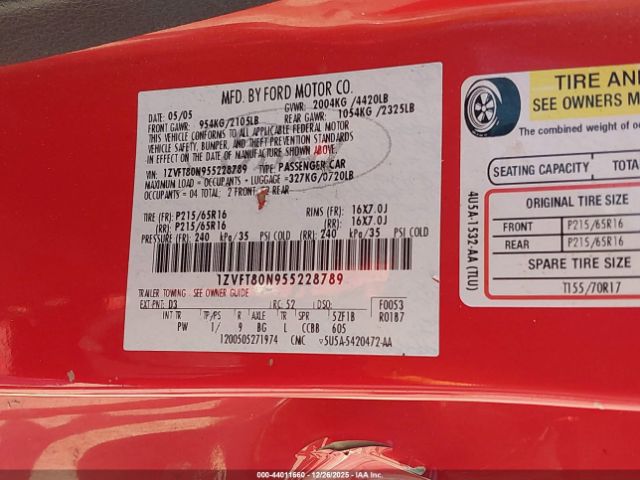 MFD. BY FORD MOTOR CO.
05/05 GVWR: 2004KG /4420LB
FRONT GAWR: 954KG/2105LB REAR GAWR: 1054KG /2325LB
THIS VEHICLE CONFORMS TO ALL APPLICABLE FEDERAL MOTOR
VEHICLE SAFETY, BUMPER, AND THEFT PREVENTION STANDARDS
IN EFFECT ON THE DATE OF MANUFACTURE SHOWN ABOVE.
VIN: 1ZVFT80N955228789 TYPE: PASSENGER CAR
MAXIMUM LOAD = OCCUPANTS + LUGGAGE =327KG/0720LB
OCCUPANTS = 04 TOTAL: 2 FRONT 2 REAR
TIRE (FR): P215/65R16 RIMS (FR): 16X7.0J
(RR): P215/65R16 (RR): 16X7.0J
PRESSURE (FR): 240 kPa/35 PSI COLD (RR): 240 kPa/35 PSI COLD
1ZVFT80N955228789
TRAILER TOWING - SEE OWNER GUIDE
EXT PNT: D3 RC: 52 DSO: F0053
INT TR TP/PS R AXLE TR SPR 5ZF1B R01B7
PW 1/ 9 BG L CCBB 605
1200505271974 CMC 5U5A-5420472-AA
TIRE AN
SEE OWNERS M
The combined weight of oc
SEATING CAPACITY TOTA
ORIGINAL TIRE SIZE
FRONT P215/65R16
REAR P215/65R16
SPARE TIRE SIZE
T155/70R17
4U5A-1532-AA (TLU)
000-44011560 - 12/26/2025 - IAAI.COM